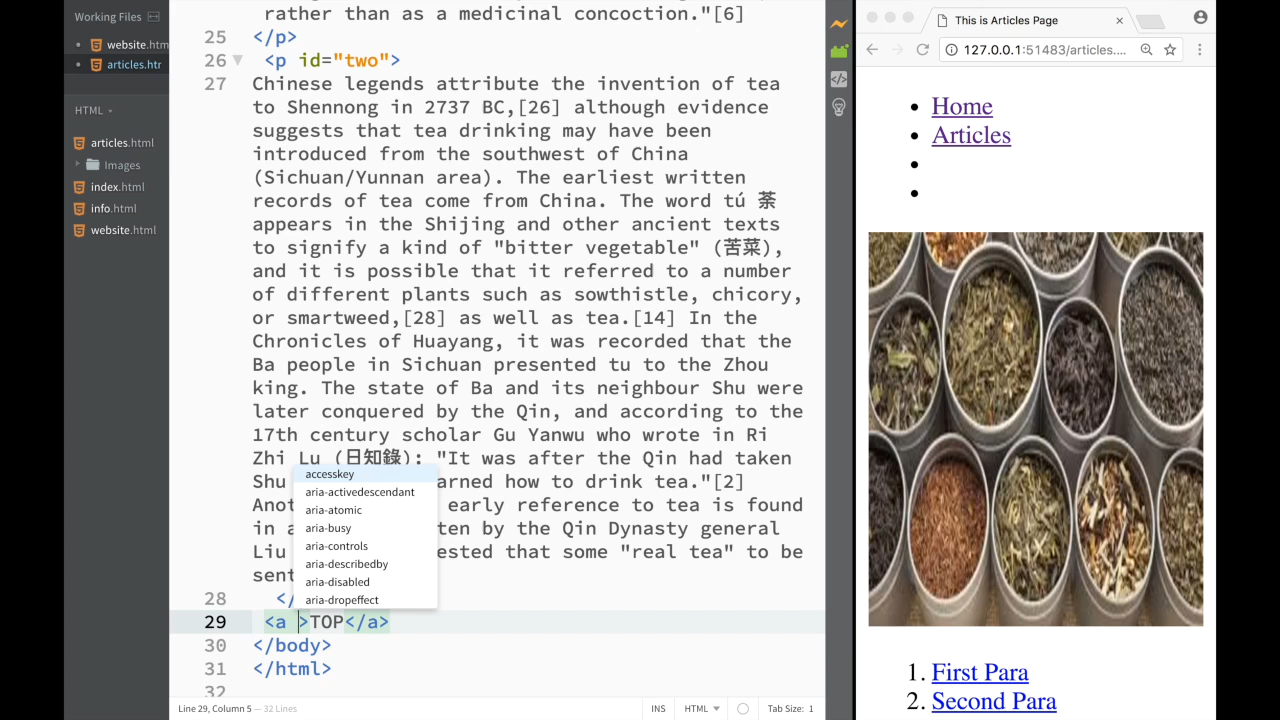 Working Files
website.htm
articles.htr
HTML
articles.html
Images
index.html
info.html
website.html
rather than as a medicinal concoction."[6]
25 </p>
26 <p id="two">
27 Chinese legends attribute the invention of tea
to Shennong in 2737 BC,[26] although evidence
suggests that tea drinking may have been
introduced from the southwest of China
(Sichuan/Yunnan area). The earliest written
records of tea come from China. The word tú 荼
appears in the Shijing and other ancient texts
to signify a kind of "bitter vegetable" (苦菜),
and it is possible that it referred to a number
of different plants such as sowthistle, chicory,
or smartweed,[28] as well as tea.[14] In the
Chronicles of Huayang, it was recorded that the
Ba people in Sichuan presented tu to the Zhou
king. The state of Ba and its neighbour Shu were
later conquered by the Qin, and according to the
17th century scholar Gu Yanwu who wrote in Ri
Zhi Lu (日知錄): "It was after the Qin had taken
Shu arned how to drink tea."[2]
Anot early reference to tea is found
in a ten by the Qin Dynasty general
Liu ested that some "real tea" to be
sent
28 </
29 <a >TOP</a>
30 </body>
31 </html>
32
accesskey
aria-activedescendant
aria-atomic
aria-busy
aria-controls
aria-describedby
aria-disabled
aria-dropeffect
Line 29, Column 5 — 32 Lines
INS
HTML
Tab Size: 1
This is Articles Page
127.0.0.1:51483/articles....
Home
Articles
1. First Para
2. Second Para